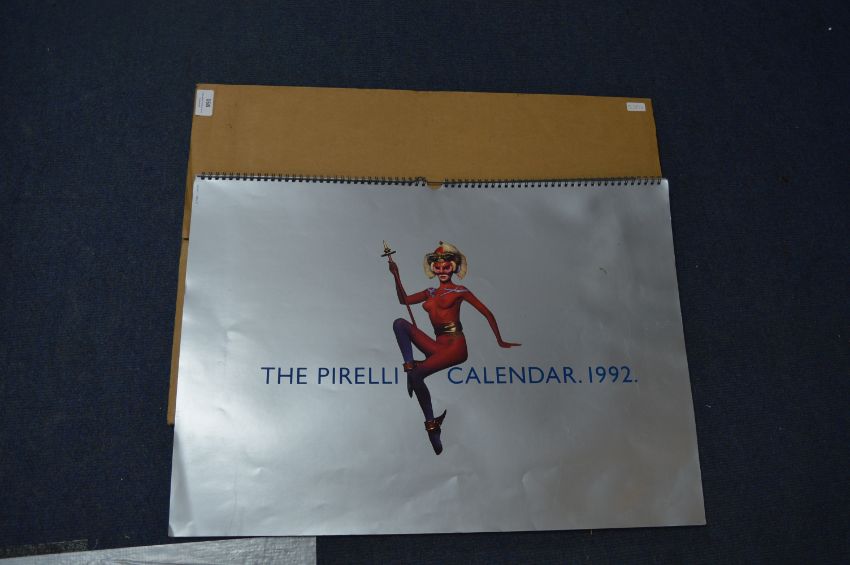 THE PIRELLI CALENDAR. 1992.